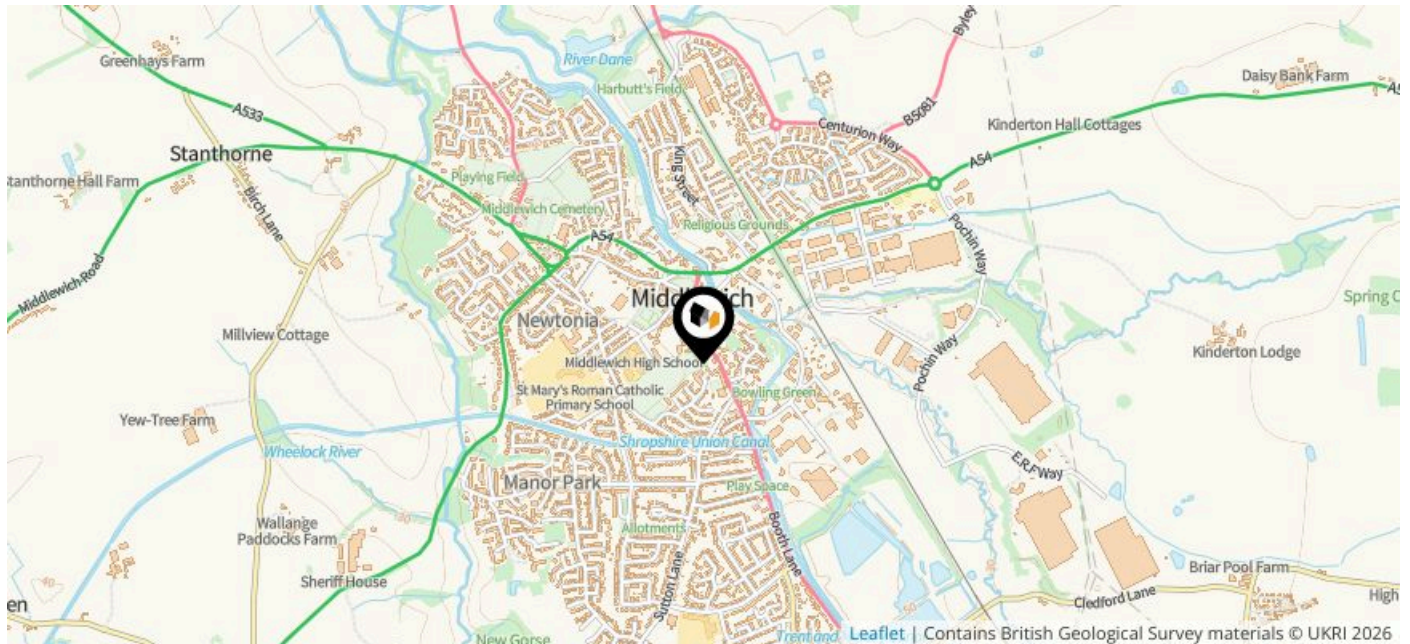 River Dane
Greenhays Farm
Harbutt's Field
Byley
Daisy Bank Farm
A533
B5081
Centurion Way
Kinderton Hall Cottages
Stanthorne
King Street
A54
Stanthorne Hall Farm
Playing Field
Birch Lane
Middlewich Cemetery
Religious Grounds
A54
Pochin Way
Middlewich Road
Newtonia
Spring
Millview Cottage
Pochin Way
Kinderton Lodge
Middlewich High School
St Mary's Roman Catholic
Primary School
Bowling Green
Yew-Tree Farm
Shropshire Union Canal
Wheelock River
E.R.F Way
Manor Park
Play Space
Wallange
Paddocks Farm
Allotments
Booth Lane
Briar Pool Farm
Sheriff House
Sutton Lane
50
Cledford Lane
High
en
New Gorse
Trent and
Leaflet | Contains British Geological Survey materials © UKRI 2026